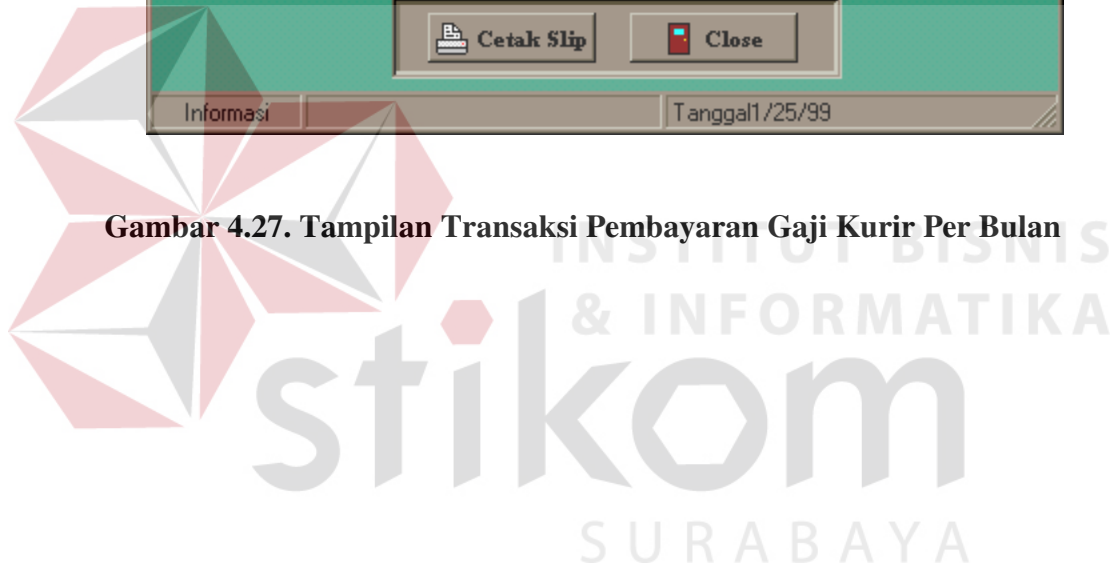 Cetak Slip Close
Informasi Tanggal1/25/99
Gambar 4.27. Tampilan Transaksi Pembayaran Gaji Kurir Per Bulan
INSTITUT BISNIS
& INFORMATIKA
stikom
SURABAYA